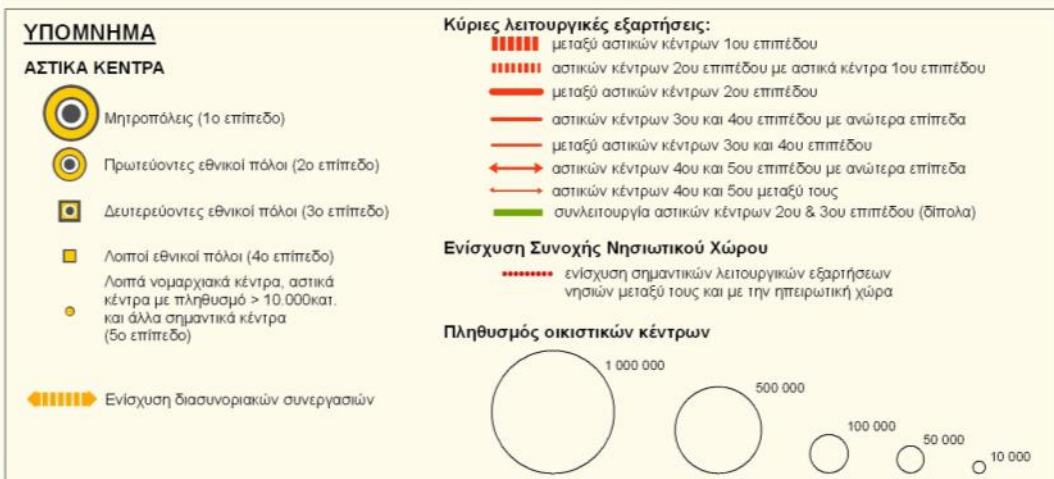 ΥΠΟΜΝΗΜΑ
ΑΣΤΙΚΑ ΚΕΝΤΡΑ
Μητροπόλεις (1ο επίπεδο)
Πρωτεύοντες εθνικοί πόλοι (2ο επίπεδο)
Δευτερεύοντες εθνικοί πόλοι (3ο επίπεδο)
Λοιποί εθνικοί πόλοι (4ο επίπεδο)
Λοιπά νομαρχιακά κέντρα, αστικά
κέντρα με πληθυσμό > 10.000κατ.
και άλλα σημαντικά κέντρα
(5ο επίπεδο)
Ενίσχυση διασυνοριακών συνεργασιών
Κύριες λειτουργικές εξαρτήσεις:
μεταξύ αστικών κέντρων 1ου επιπέδου
αστικών κέντρων 2ου επιπέδου με αστικά κέντρα 1ου επιπέδου
μεταξύ αστικών κέντρων 2ου επιπέδου
αστικών κέντρων 3ου και 4ου επιπέδου με ανώτερα επίπεδα
μεταξύ αστικών κέντρων 3ου και 4ου επιπέδου
αστικών κέντρων 4ου και 5ου επιπέδου με ανώτερα επίπεδα
αστικών κέντρων 4ου και 5ου μεταξύ τους
συνλειτουργία αστικών κέντρων 2ου & 3ου επιπέδου (δίπολα)
Ενίσχυση Συνοχής Νησιωτικού Χώρου
ενίσχυση σημαντικών λειτουργικών εξαρτήσεων
νησιών μεταξύ τους και με την ηπειρωτική χώρα
Πληθυσμός οικιστικών κέντρων
1 000 000
500 000
100 000
50 000
10 000